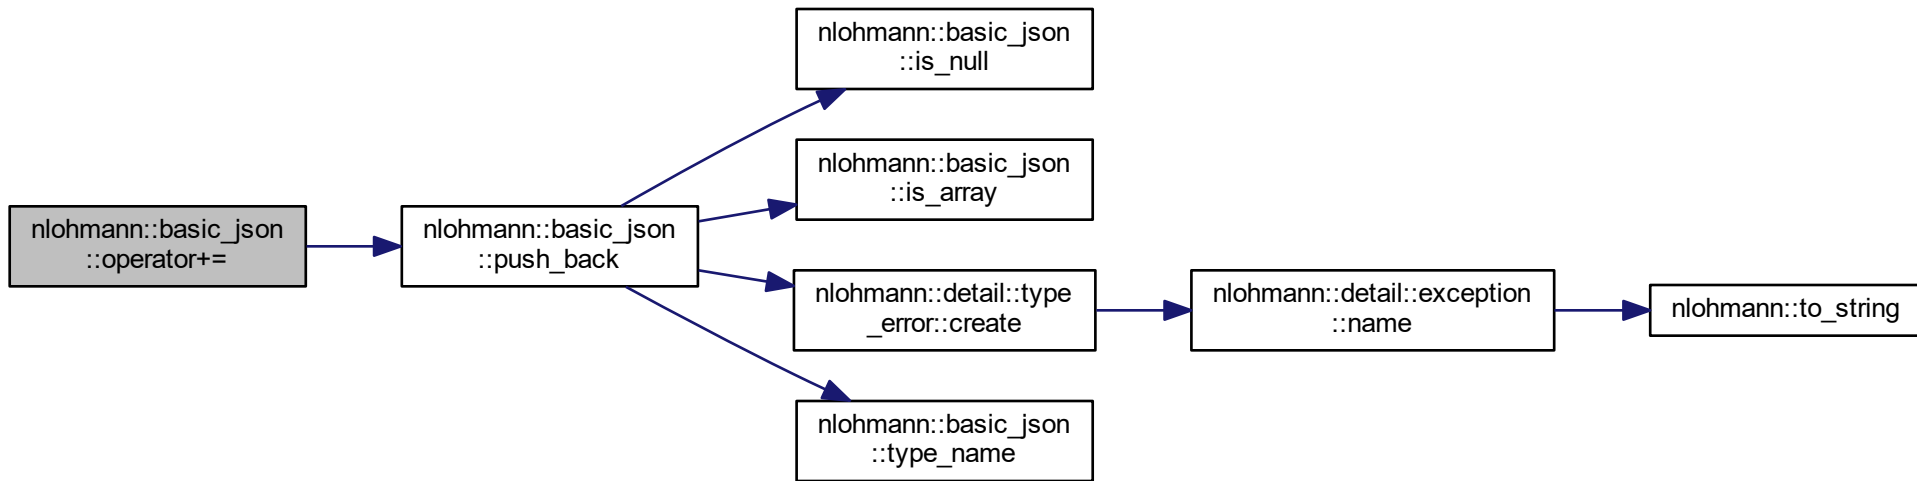 nlohmann::basic_json
::operator+=
nlohmann::basic_json
::push_back
nlohmann::basic_json
::is_null
nlohmann::basic_json
::is_array
nlohmann::detail::type
_error::create
nlohmann::basic_json
::type_name
nlohmann::detail::exception
::name
nlohmann::to_string